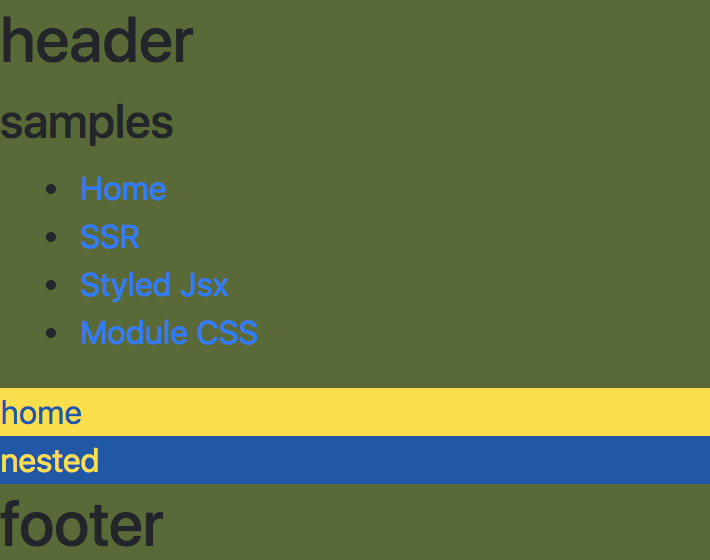 header
samples
Home
SSR
Styled Jsx
Module CSS
home
nested
footer